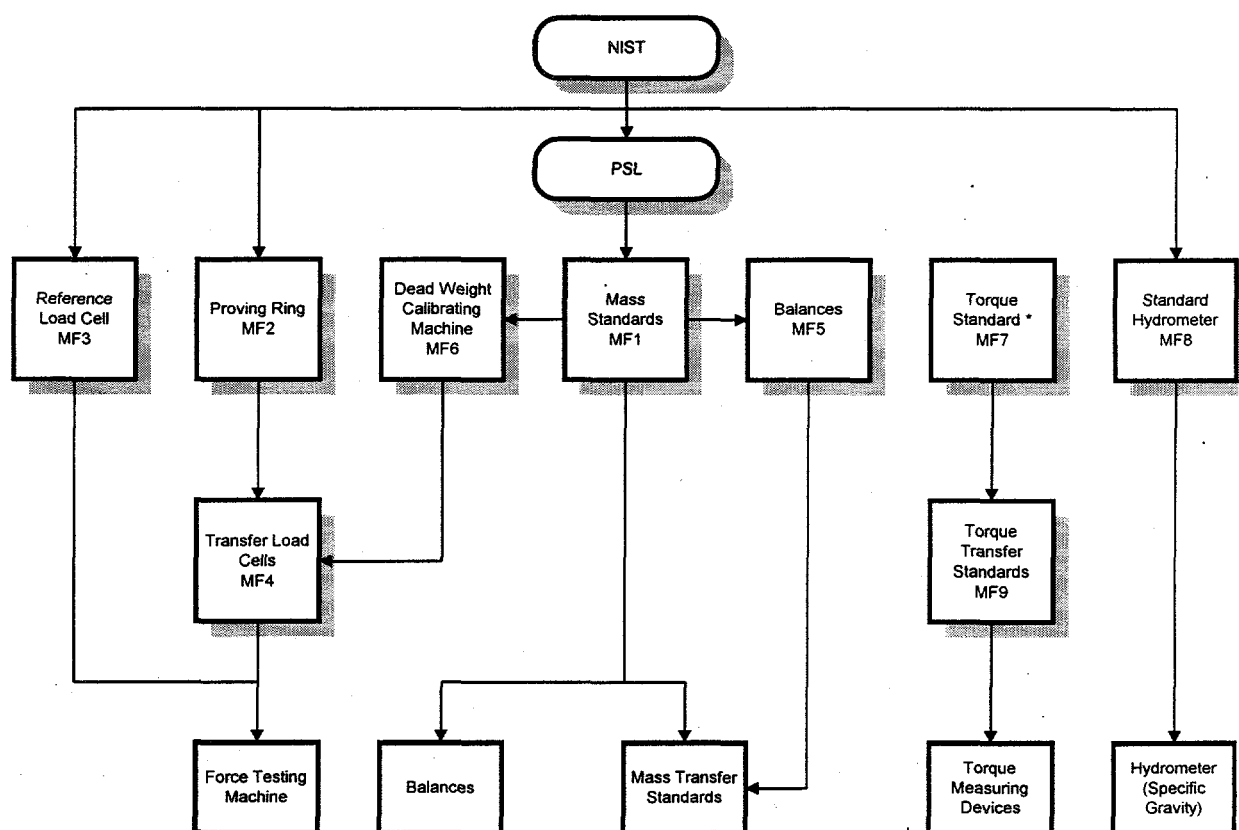 NIST
PSL
Reference
Load Cell
MF3
Proving Ring
MF2
Dead Weight
Calibrating
Machine
MF6
Mass
Standards
MF1
Balances
MF5
Torque
Standard *
MF7
Standard
Hydrometer
MF8
Transfer Load
Cells
MF4
Torque
Transfer
Standards
MF9
Force Testing
Machine
Balances
Mass Transfer
Standards
Torque
Measuring
Devices
Hydrometer
(Specific
Gravity)